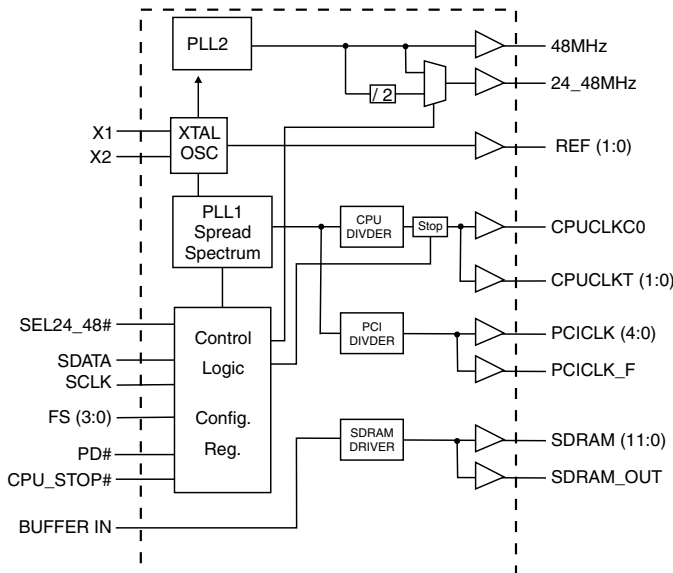 PLL2
48MHz
/ 2
24_48MHz
X1
X2
XTAL
OSC
REF (1:0)
PLL1
Spread
Spectrum
CPU
DIVDER
Stop
CPUCLKC0
CPUCLKT (1:0)
SEL24_48#
SDATA
SCLK
FS (3:0)
PD#
CPU_STOP#
Control
Logic
Config.
Reg.
PCI
DIVDER
PCICLK (4:0)
PCICLK_F
SDRAM
DRIVER
SDRAM (11:0)
SDRAM_OUT
BUFFER IN